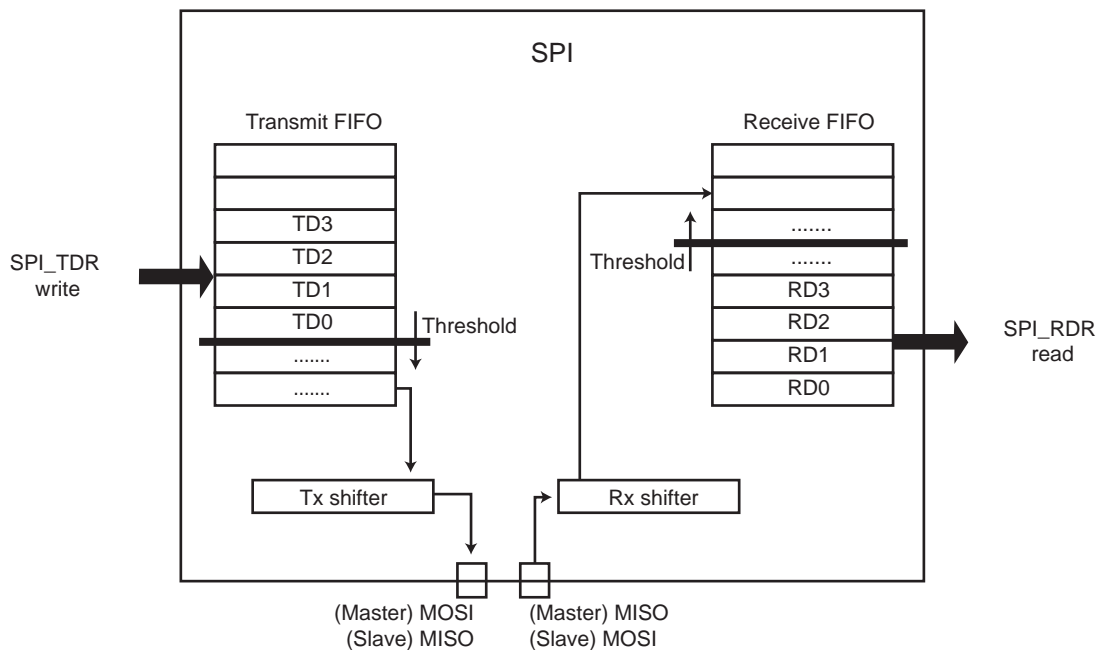 SPI
Transmit FIFO
TD3
TD2
TD1
TD0
.......
.......
Threshold
SPI_TDR
write
Receive FIFO
.......
.......
RD3
RD2
RD1
RD0
Threshold
SPI_RDR
read
Tx shifter
Rx shifter
(Master) MOSI
(Slave) MISO
(Master) MISO
(Slave) MOSI